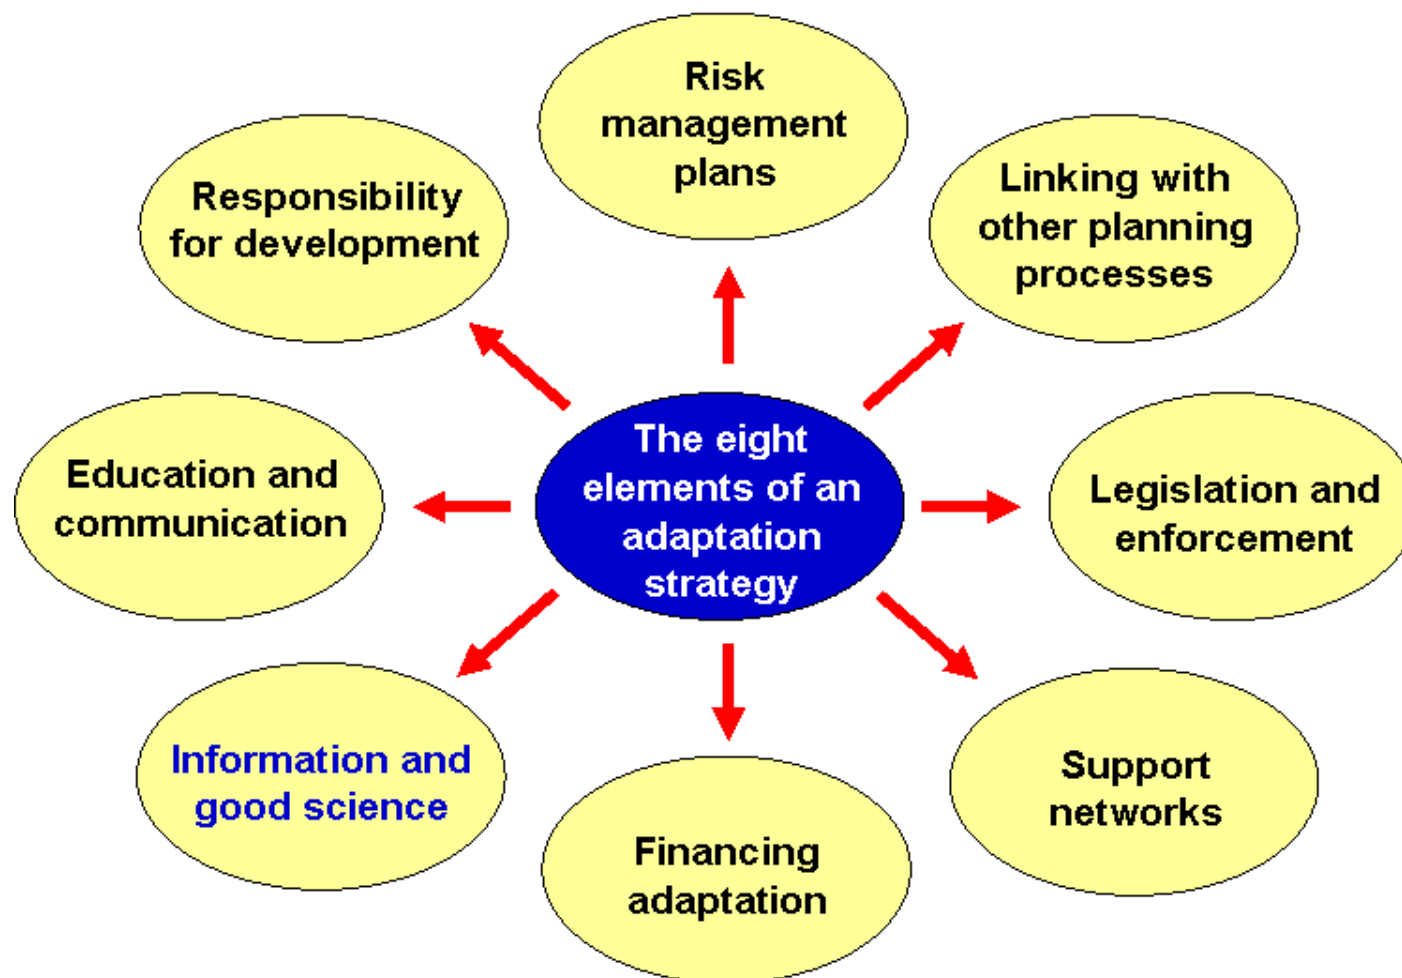 Risk
management
plans
Linking with
other planning
processes
Responsibility
for development
The eight
elements of an
adaptation
strategy
Education and
communication
Legislation and
enforcement
Information and
good science
Support
networks
Financing
adaptation